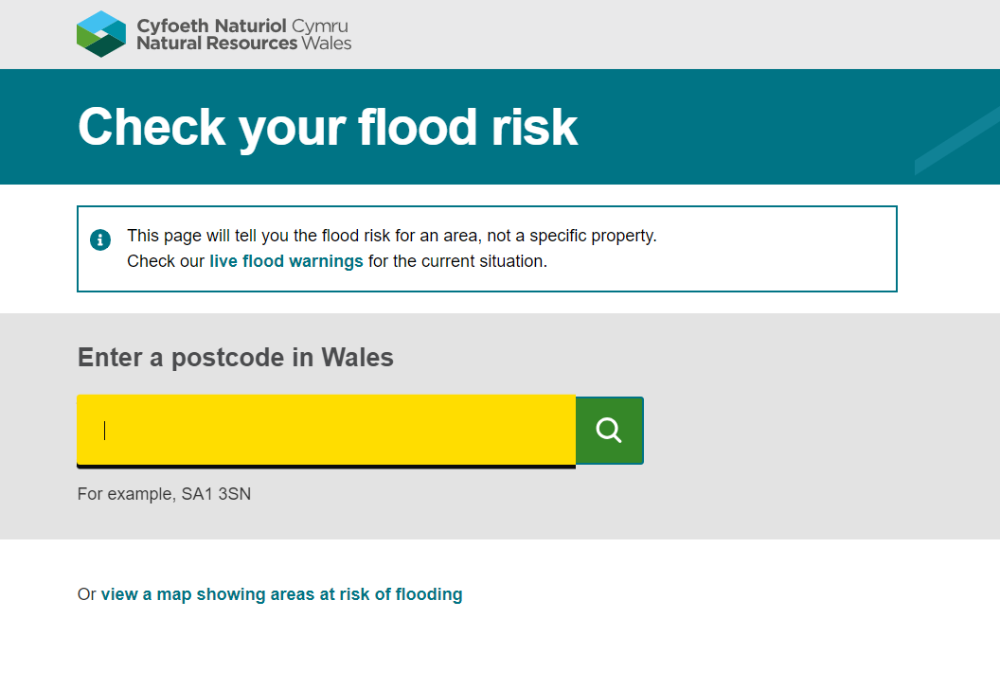 Cyfoeth Naturiol Cymru
Natural Resources Wales
Check your flood risk
This page will tell you the flood risk for an area, not a specific property.
Check our live flood warnings for the current situation.
Enter a postcode in Wales
For example, SA1 3SN
Or view a map showing areas at risk of flooding